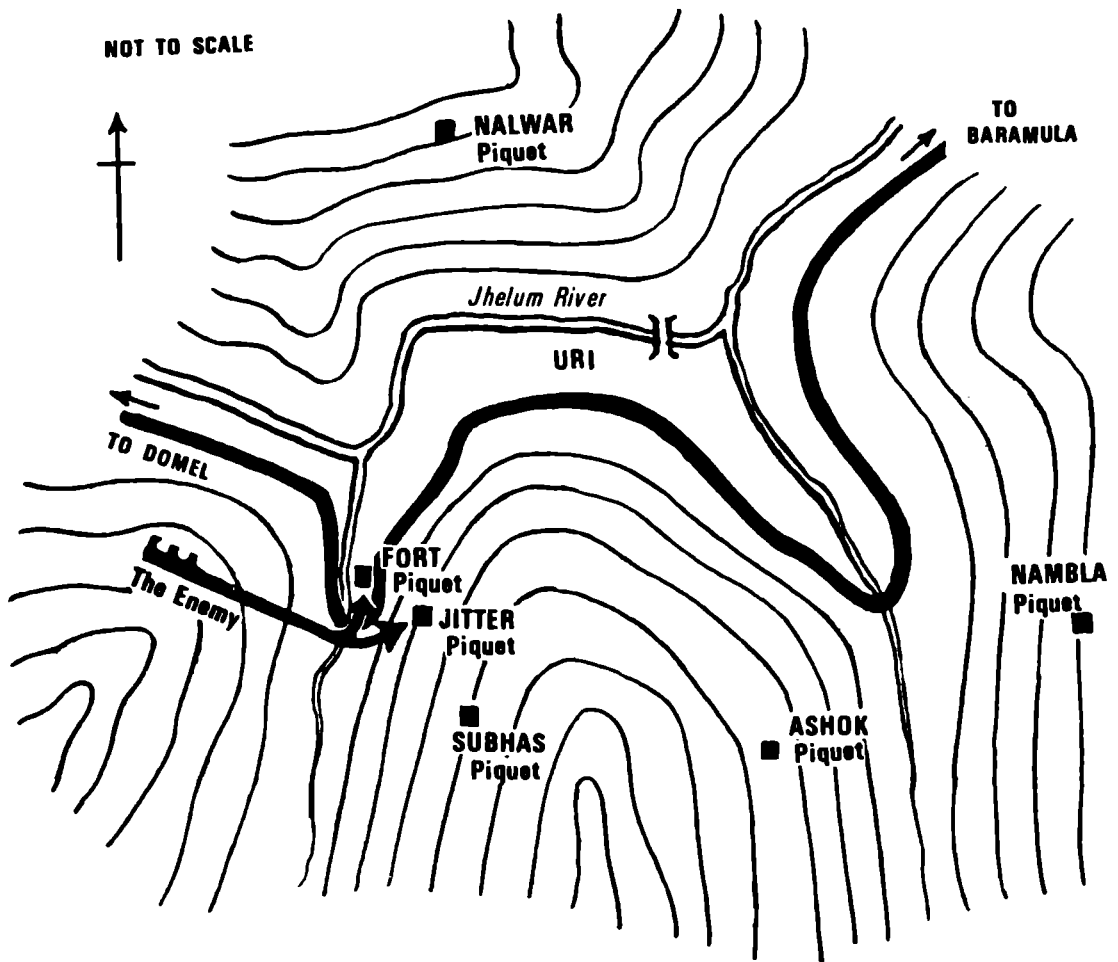 NOT TO SCALE
NALWAR
Piquet
TO
BARAMULA
Jhelum River
URI
TO DOMEL
The Enemy
FORT
Piquet
JITTER
Piquet
NAMBLA
Piquet
SUBHAS
Piquet
ASHOK
Piquet